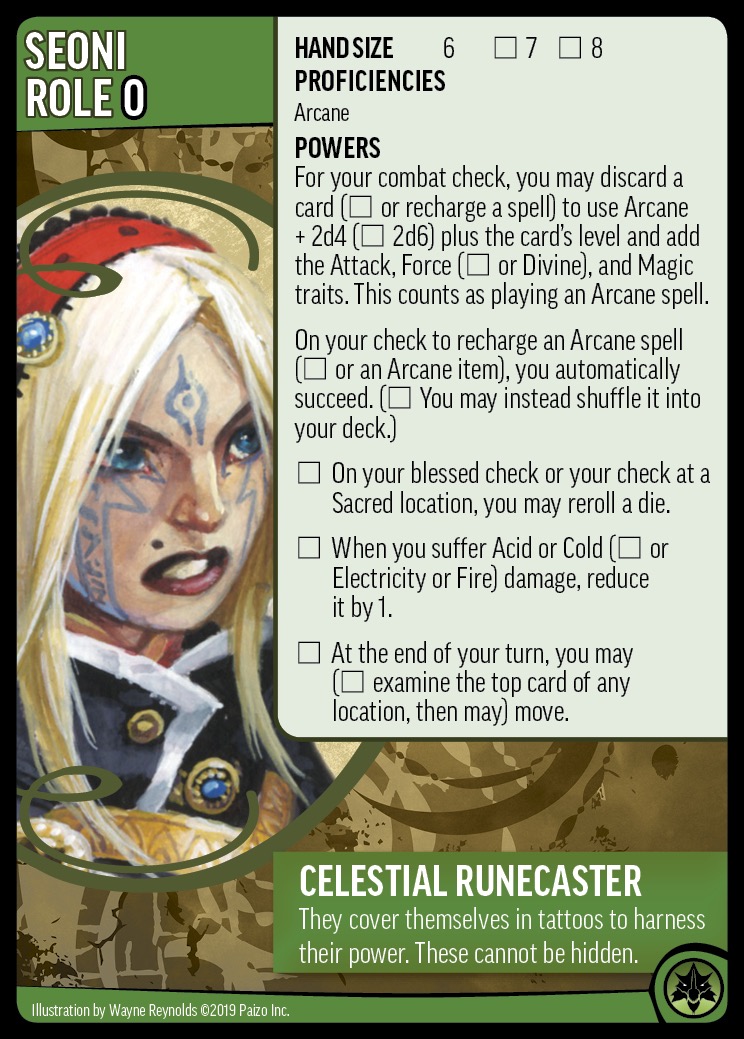 SEONI
ROLE 0
HAND SIZE 6 ☐ 7 ☐ 8
PROFICIENCIES
Arcane
POWERS
For your combat check, you may discard a
card (☐ or recharge a spell) to use Arcane
+ 2d4 (☐ 2d6) plus the card's level and add
the Attack, Force (☐ or Divine), and Magic
traits. This counts as playing an Arcane spell.
On your check to recharge an Arcane spell
(☐ or an Arcane item), you automatically
succeed. (☐ You may instead shuffle it into
your deck.)
☐ On your blessed check or your check at a
Sacred location, you may reroll a die.
☐ When you suffer Acid or Cold (☐ or
Electricity or Fire) damage, reduce
it by 1.
☐ At the end of your turn, you may
(☐ examine the top card of any
location, then may) move.
CELESTIAL RUNECASTER
They cover themselves in tattoos to harness
their power. These cannot be hidden.
Illustration by Wayne Reynolds ©2019 Paizo Inc.